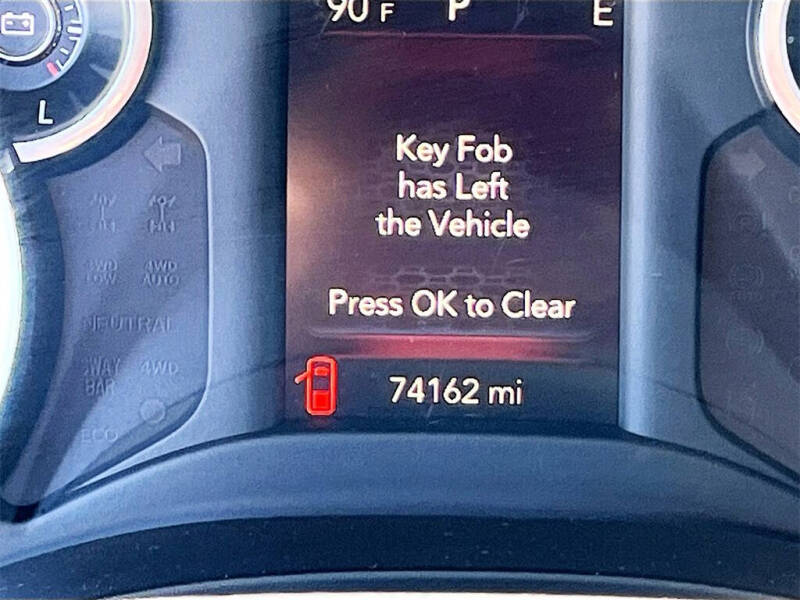 90 F P E
L
Key Fob
has Left
the Vehicle
4WD
LOW
4WD
AUTO
Press OK to Clear
NEUTRAL
SWAY
BAR
4WD
74162 mi
ECO